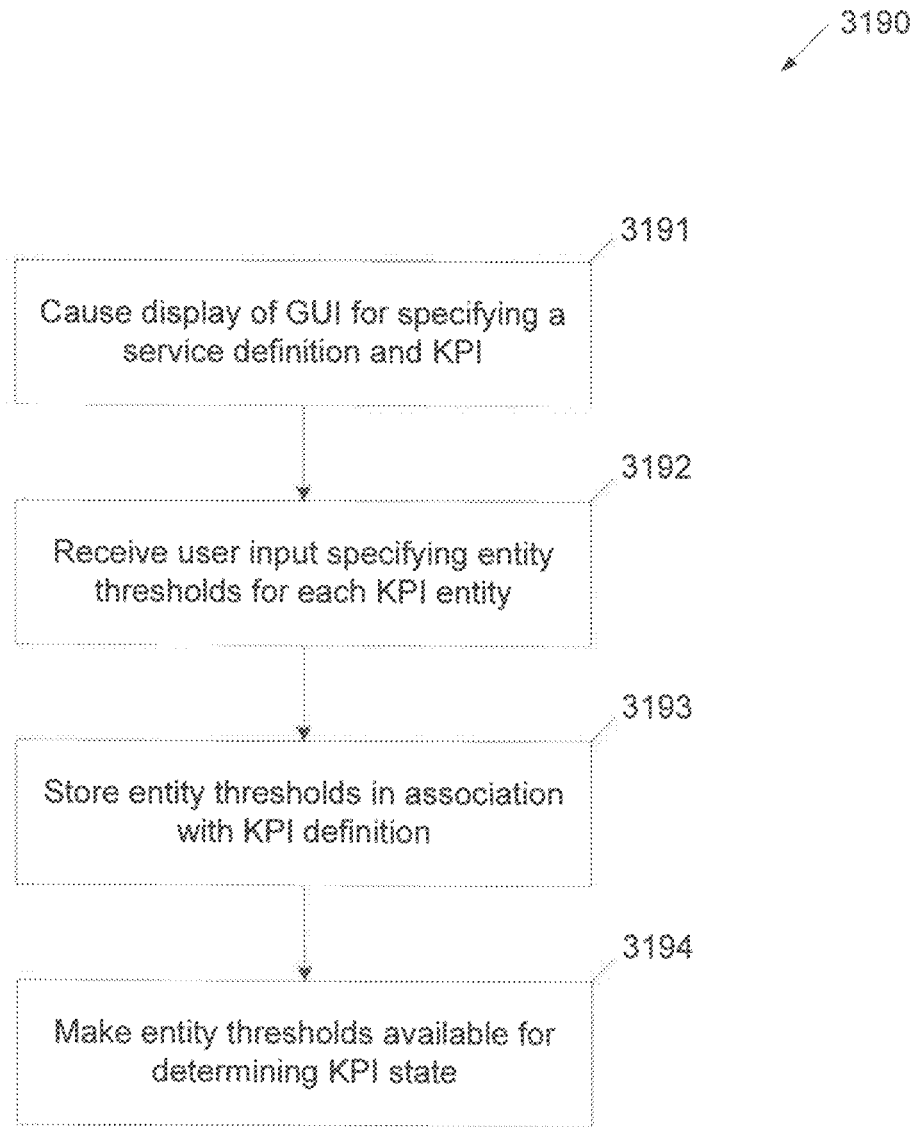 3190
3191
Cause display of GUI for specifying a
service definition and KPI
3192
Receive user input specifying entity
thresholds for each KPI entity
3193
Store entity thresholds in association
with KPI definition
3194
Make entity thresholds available for
determining KPI state